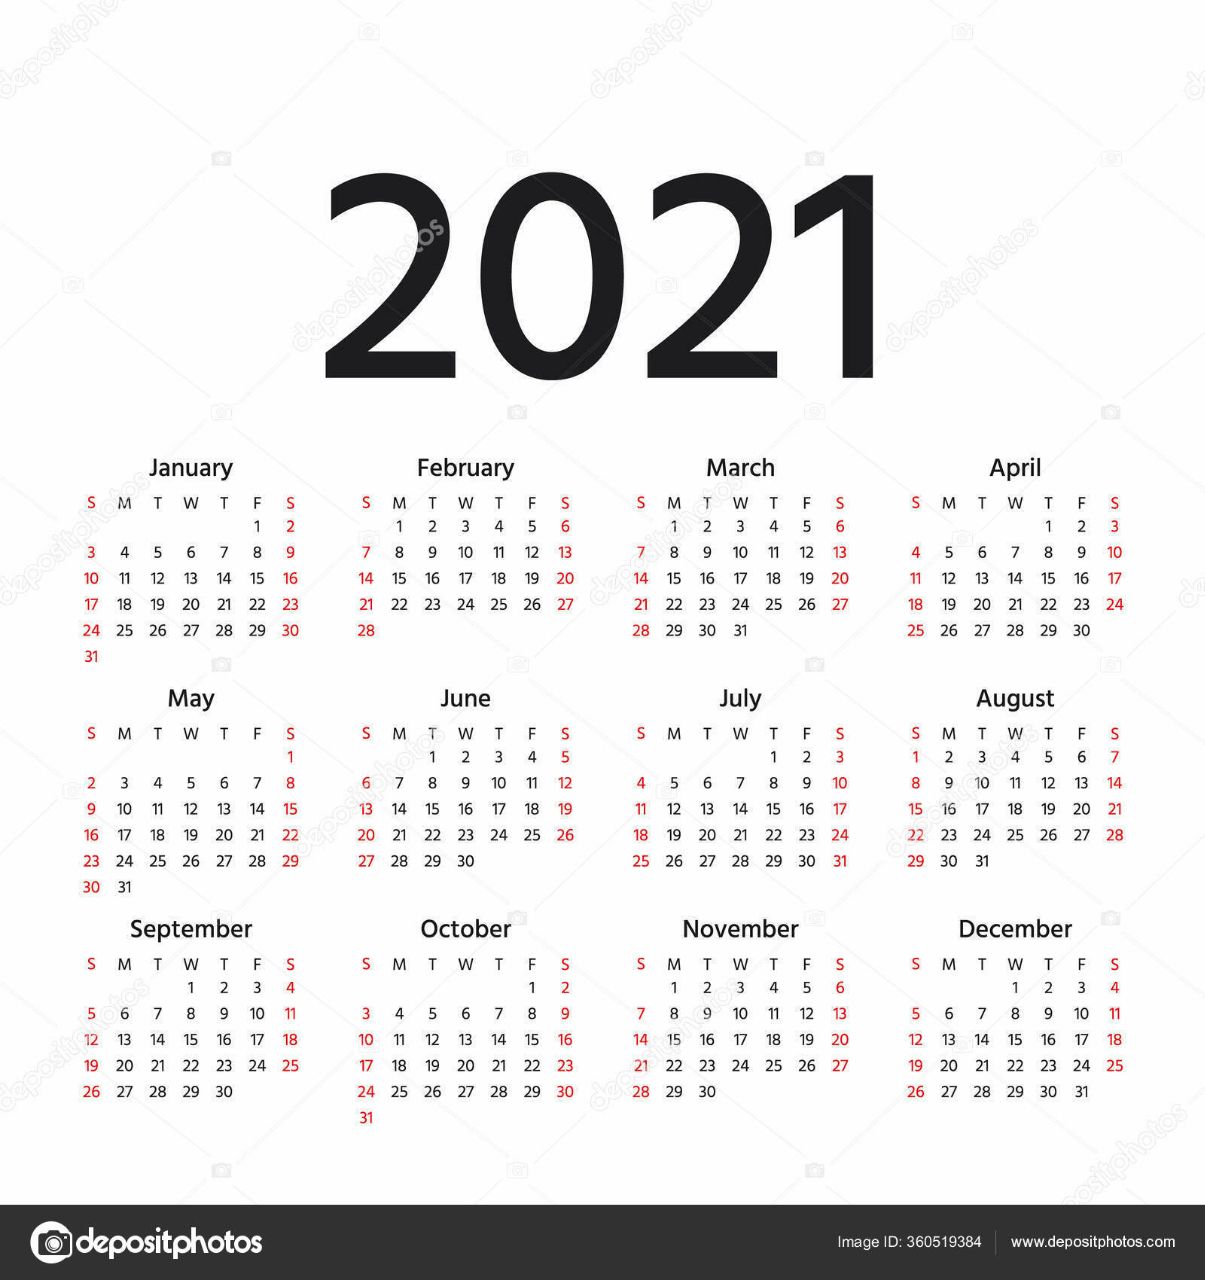 2021
January February March April
S M T W T F S S M T W T F S S M T W T F S S M T W T F S
1 2 1 2 3 4 5 6 1 2 3 4 5 6 1 2 3
3 4 5 6 7 8 9 7 8 9 10 11 12 13 7 8 9 10 11 12 13 4 5 6 7 8 9 10
10 11 12 13 14 15 16 14 15 16 17 18 19 20 14 15 16 17 18 19 20 11 12 13 14 15 16 17
17 18 19 20 21 22 23 21 22 23 24 25 26 27 21 22 23 24 25 26 27 18 19 20 21 22 23 24
24 25 26 27 28 29 30 28 28 29 30 31 25 26 27 28 29 30
31
May June July August
S M T W T F S S M T W T F S S M T W T F S S M T W T F S
1 1 2 3 4 5 1 2 3 1 2 3 4 5 6 7
2 3 4 5 6 7 8 6 7 8 9 10 11 12 4 5 6 7 8 9 10 8 9 10 11 12 13 14
9 10 11 12 13 14 15 13 14 15 16 17 18 19 11 12 13 14 15 16 17 15 16 17 18 19 20 21
16 17 18 19 20 21 22 20 21 22 23 24 25 26 18 19 20 21 22 23 24 22 23 24 25 26 27 28
23 24 25 26 27 28 29 27 28 29 30 25 26 27 28 29 30 31 29 30 31
30 31
September October November December
S M T W T F S S M T W T F S S M T W T F S S M T W T F S
1 2 3 4 1 2 1 2 3 4 5 6 1 2 3 4
5 6 7 8 9 10 11 3 4 5 6 7 8 9 7 8 9 10 11 12 13 5 6 7 8 9 10 11
12 13 14 15 16 17 18 10 11 12 13 14 15 16 14 15 16 17 18 19 20 12 13 14 15 16 17 18
19 20 21 22 23 24 25 17 18 19 20 21 22 23 21 22 23 24 25 26 27 19 20 21 22 23 24 25
26 27 28 29 30 24 25 26 27 28 29 30 28 29 30 26 27 28 29 30 31
31
depositphotos Image ID: 360519384 www.depositphotos.com